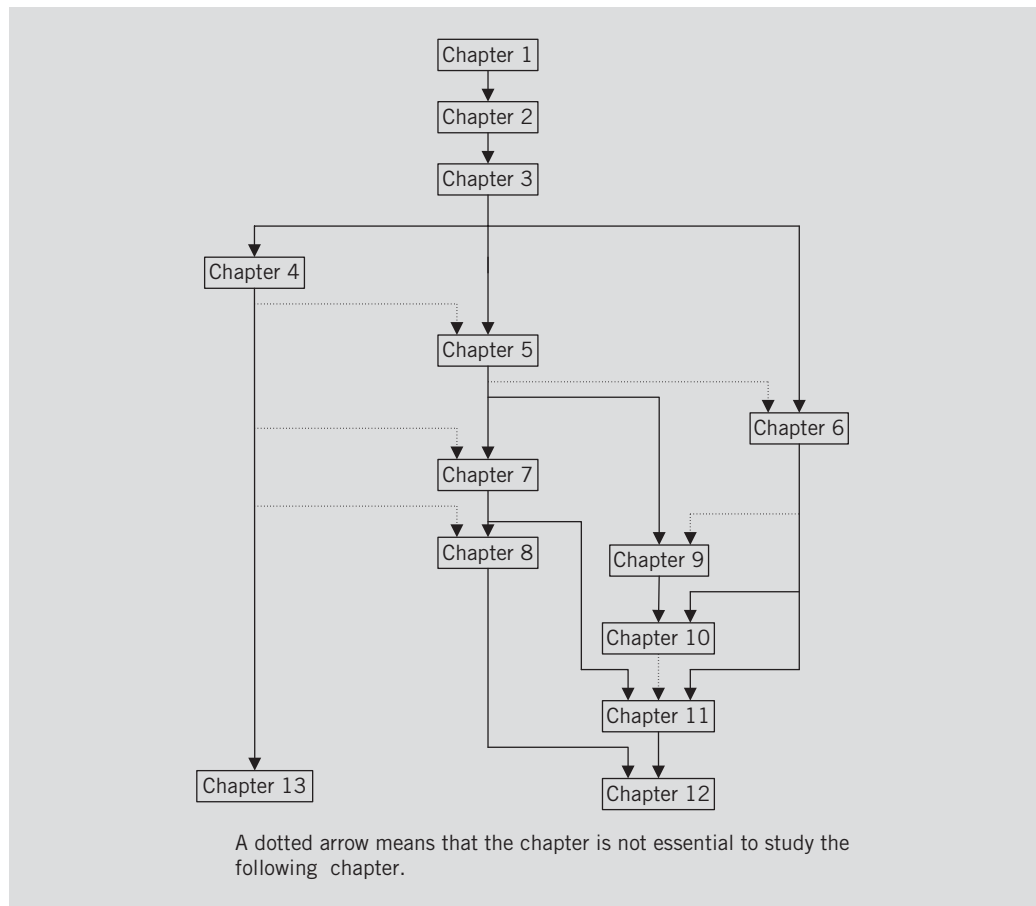 Chapter 1
Chapter 2
Chapter 3
Chapter 4
Chapter 5
Chapter 6
Chapter 7
Chapter 8
Chapter 9
Chapter 10
Chapter 11
Chapter 13
Chapter 12
A dotted arrow means that the chapter is not essential to study the
following chapter.